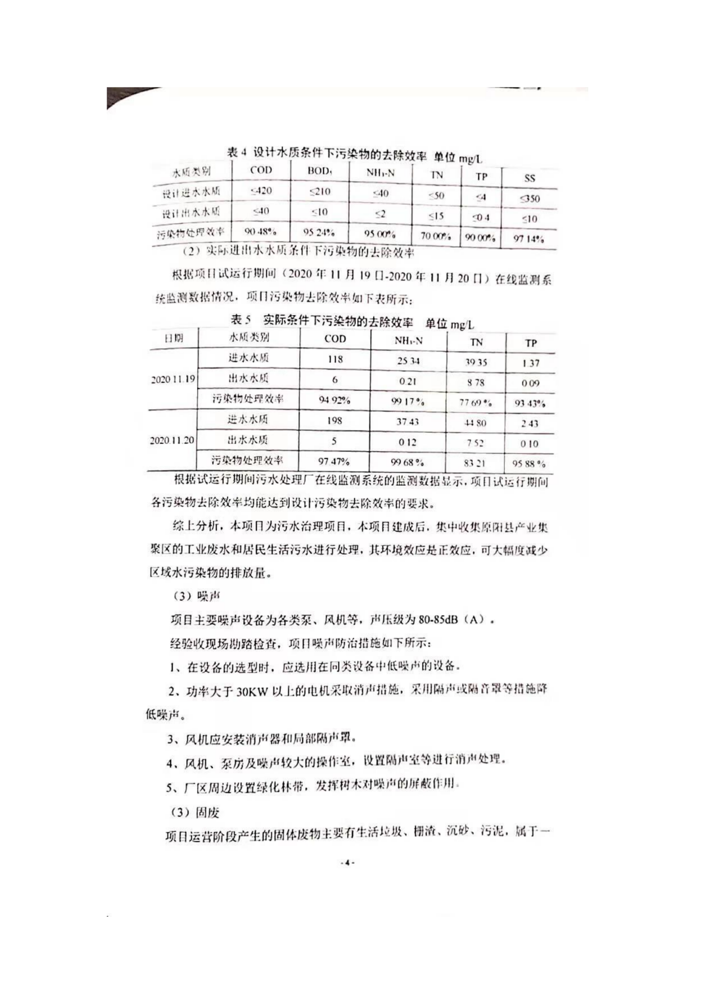 表 4 设计水质条件下污染物的去除效率 单位 mg/L
水质类别 COD BOD₅ NH₃-N TN TP SS
设计进水水质 ≤420 ≤210 ≤40 ≤50 ≤4 ≤350
设计出水水质 ≤40 ≤10 ≤2 ≤15 ≤0.4 ≤10
污染物处理效率 90.48% 95.24% 95.00% 70.00% 90.00% 97.14%
（2）实际进出水水质条件下污染物的去除效率
根据项目试运行期间（2020 年 11 月 19 日-2020 年 11 月 20 日）在线监测系
统监测数据情况，项目污染物去除效率如下表所示：
表 5 实际条件下污染物的去除效率 单位 mg/L
日期 水质类别 COD NH₃-N TN TP
进水水质 118 25.34 39.35 1.37
2020.11.19 出水水质 6 0.21 8.78 0.09
污染物处理效率 94.92% 99.17% 77.69% 93.43%
进水水质 198 37.43 44.80 2.43
2020.11.20 出水水质 5 0.12 7.52 0.10
污染物处理效率 97.47% 99.68% 83.21 95.88%
根据试运行期间污水处理厂在线监测系统的监测数据显示，项目试运行期间
各污染物去除效率均能达到设计污染物去除效率的要求。
综上分析，本项目为污水治理项目，本项目建成后，集中收集原阳县产业集
聚区的工业废水和居民生活污水进行处理，其环境效应是正效应，可大幅度减少
区域水污染物的排放量。
（3）噪声
项目主要噪声设备为各类泵、风机等，声压级为 80-85dB（A）。
经验收现场勘踏检查，项目噪声防治措施如下所示：
1、在设备的选型时，应选用在同类设备中低噪声的设备。
2、功率大于 30KW 以上的电机采取消声措施，采用隔声或隔音罩等措施降
低噪声。
3、风机应安装消声器和局部隔声罩。
4、风机、泵房及噪声较大的操作室，设置隔声室等进行消声处理。
5、厂区周边设置绿化林带，发挥树木对噪声的屏蔽作用。
（3）固废
项目运营阶段产生的固体废物主要有生活垃圾、栅渣、沉砂、污泥，属于一
- 4 -